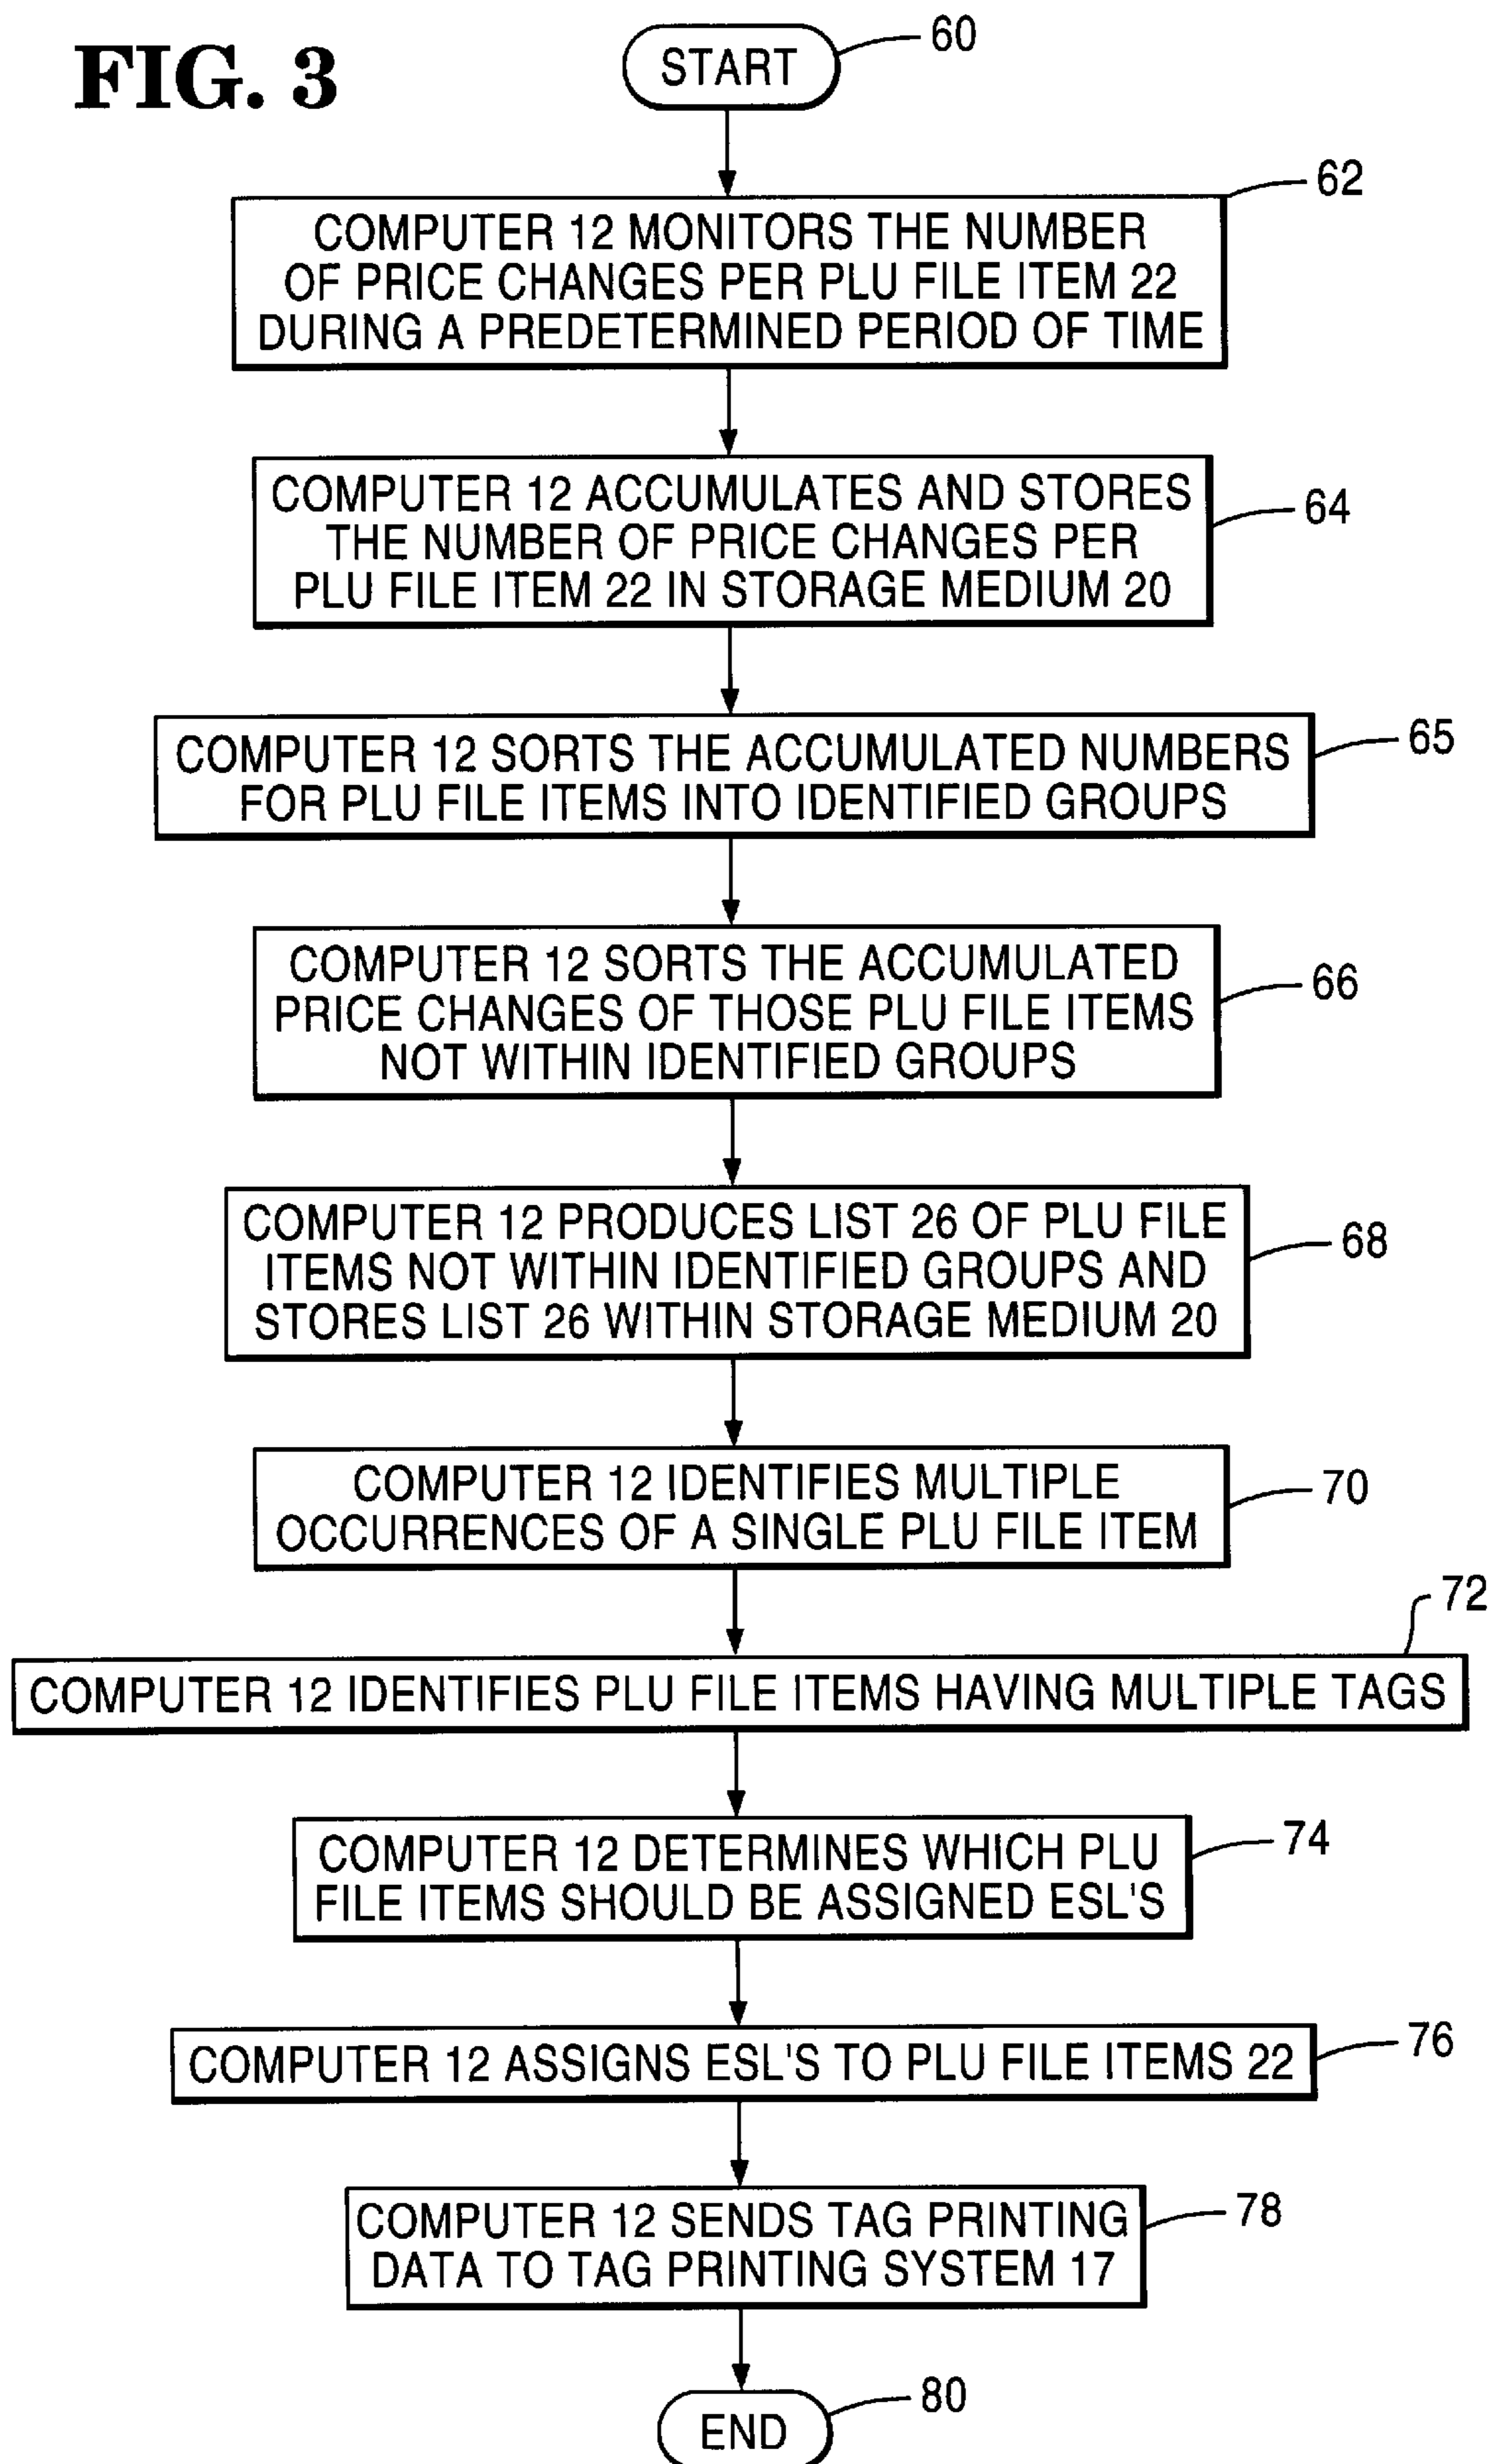 FIG. 3
START
60
62
COMPUTER 12 MONITORS THE NUMBER
OF PRICE CHANGES PER PLU FILE ITEM 22
DURING A PREDETERMINED PERIOD OF TIME
COMPUTER 12 ACCUMULATES AND STORES
THE NUMBER OF PRICE CHANGES PER
PLU FILE ITEM 22 IN STORAGE MEDIUM 20
64
COMPUTER 12 SORTS THE ACCUMULATED NUMBERS
FOR PLU FILE ITEMS INTO IDENTIFIED GROUPS
65
COMPUTER 12 SORTS THE ACCUMULATED
PRICE CHANGES OF THOSE PLU FILE ITEMS
NOT WITHIN IDENTIFIED GROUPS
66
COMPUTER 12 PRODUCES LIST 26 OF PLU FILE
ITEMS NOT WITHIN IDENTIFIED GROUPS AND
STORES LIST 26 WITHIN STORAGE MEDIUM 20
68
COMPUTER 12 IDENTIFIES MULTIPLE
OCCURRENCES OF A SINGLE PLU FILE ITEM
70
72
COMPUTER 12 IDENTIFIES PLU FILE ITEMS HAVING MULTIPLE TAGS
COMPUTER 12 DETERMINES WHICH PLU
FILE ITEMS SHOULD BE ASSIGNED ESL'S
74
COMPUTER 12 ASSIGNS ESL'S TO PLU FILE ITEMS 22
76
COMPUTER 12 SENDS TAG PRINTING
DATA TO TAG PRINTING SYSTEM 17
78
END
80